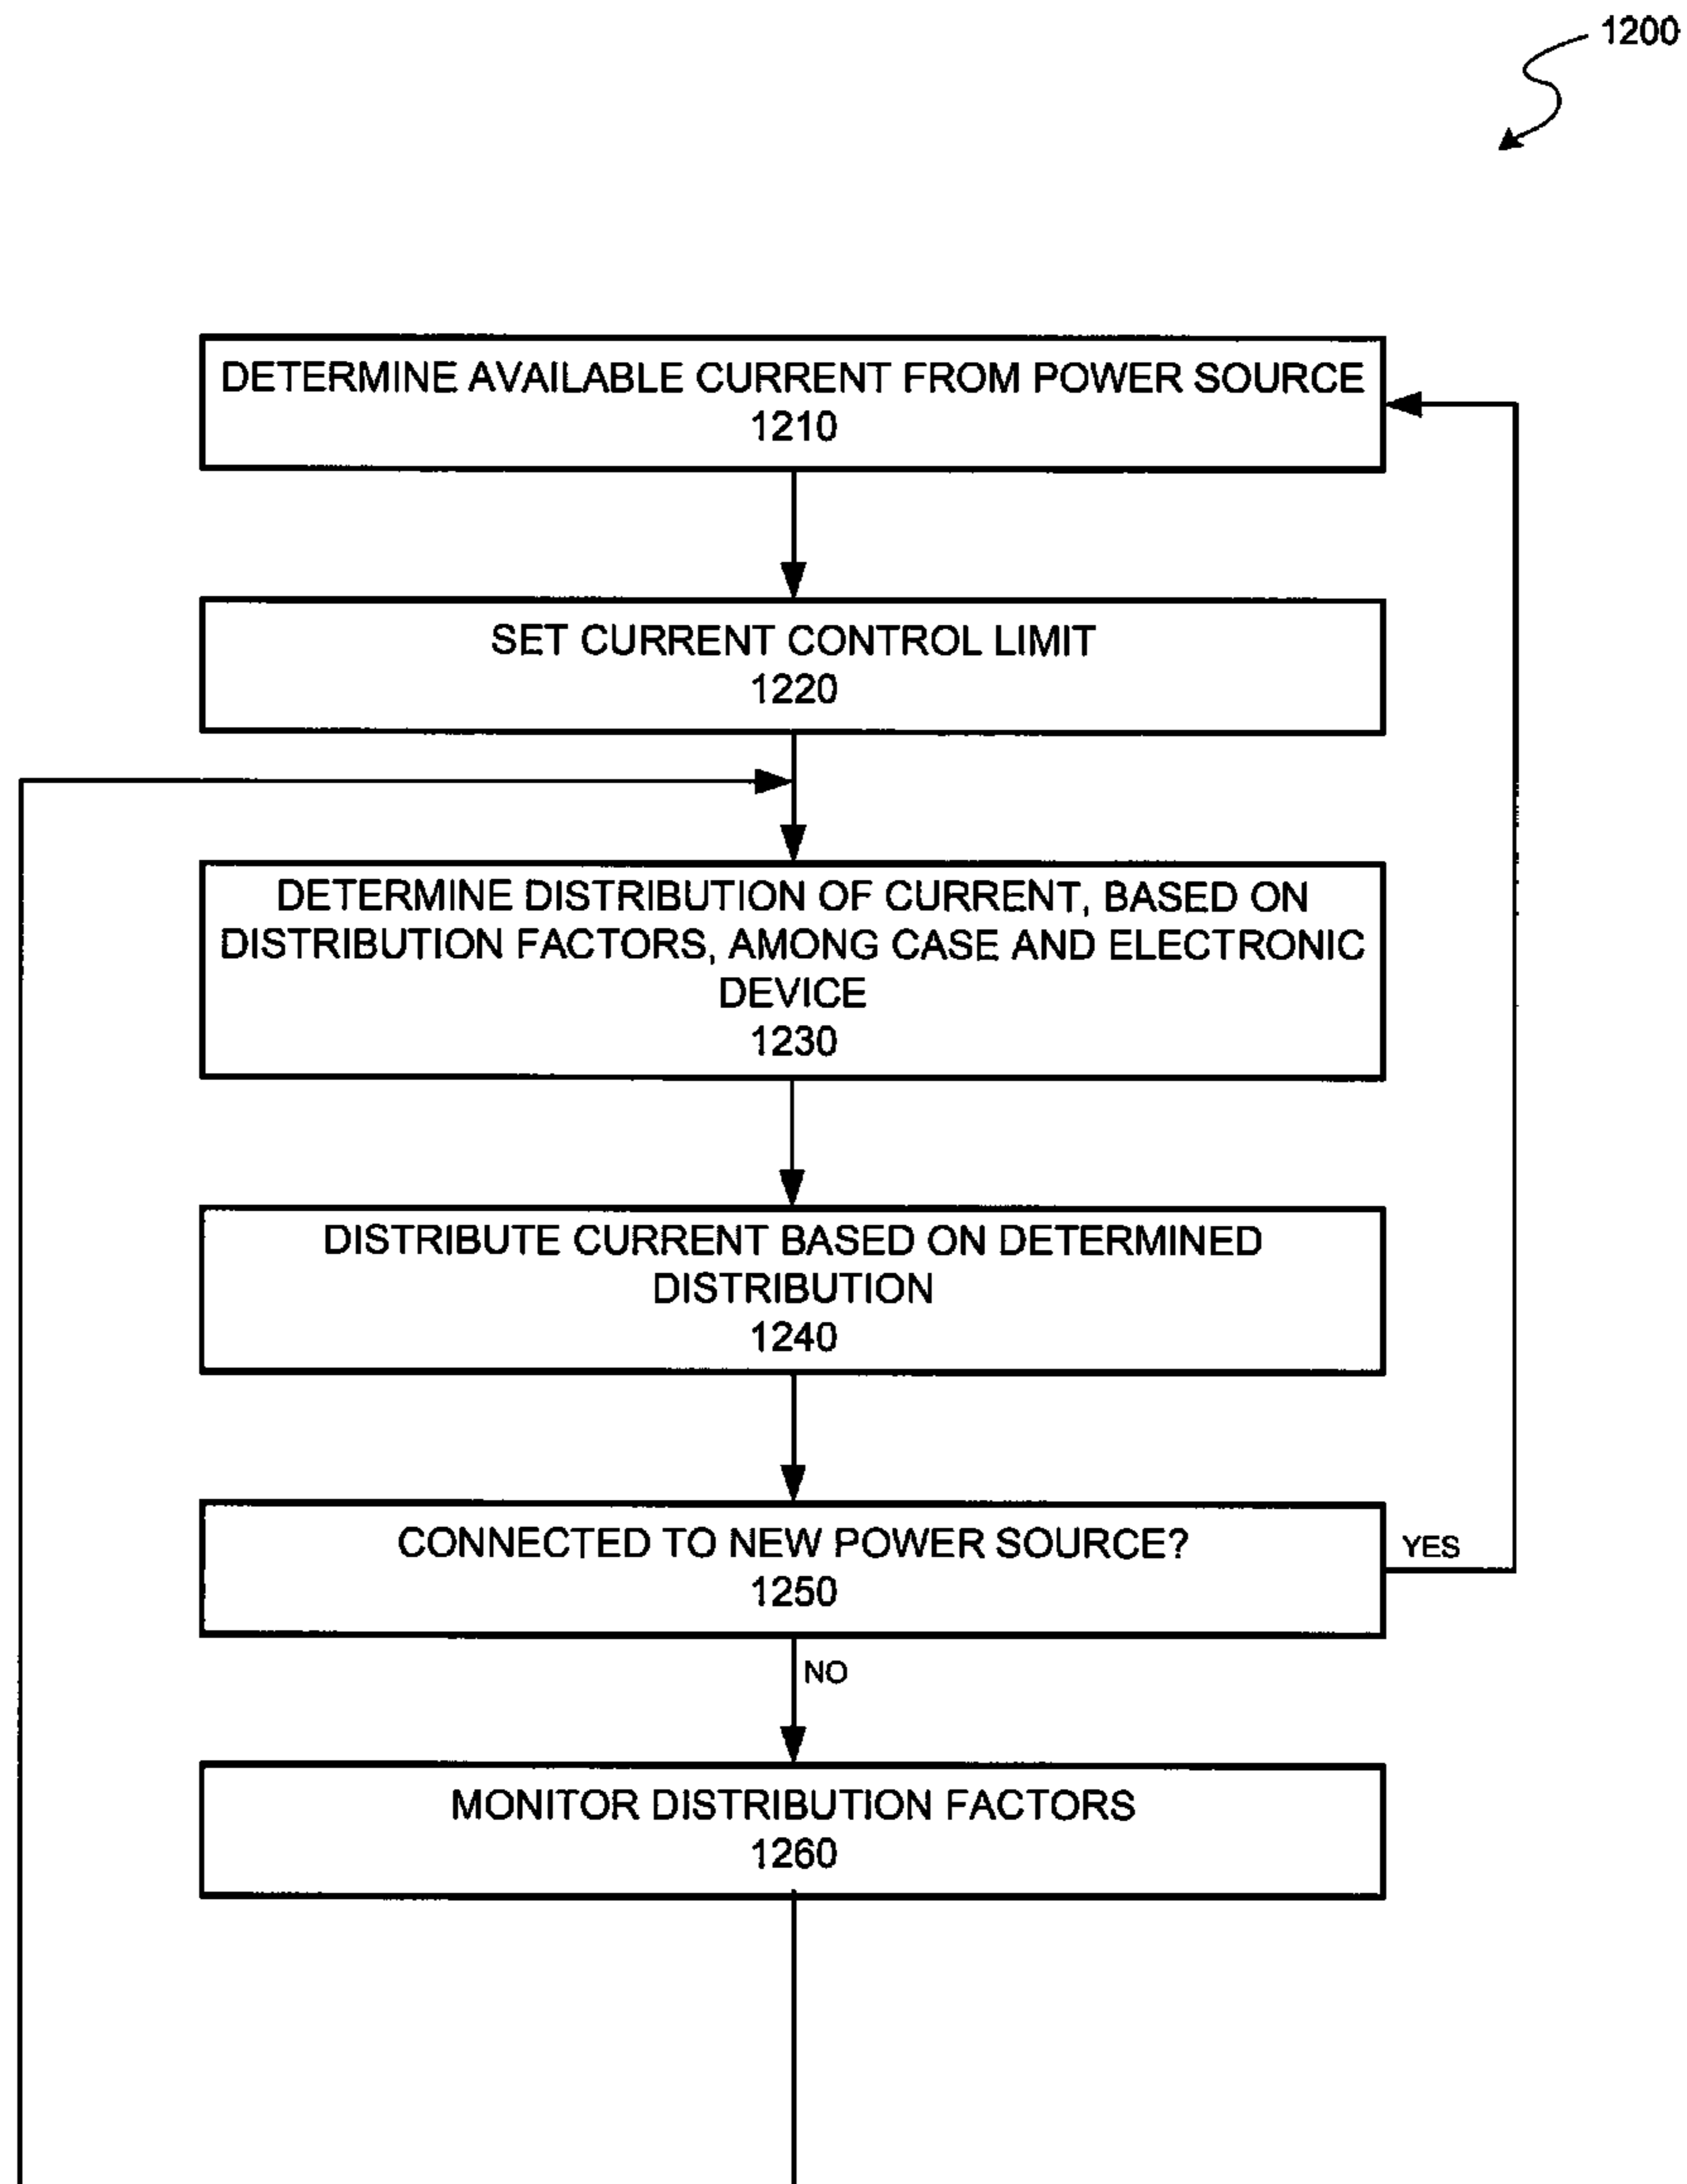 1200
DETERMINE AVAILABLE CURRENT FROM POWER SOURCE
1210
SET CURRENT CONTROL LIMIT
1220
DETERMINE DISTRIBUTION OF CURRENT, BASED ON
DISTRIBUTION FACTORS, AMONG CASE AND ELECTRONIC
DEVICE
1230
DISTRIBUTE CURRENT BASED ON DETERMINED
DISTRIBUTION
1240
CONNECTED TO NEW POWER SOURCE?
1250
YES
NO
MONITOR DISTRIBUTION FACTORS
1260